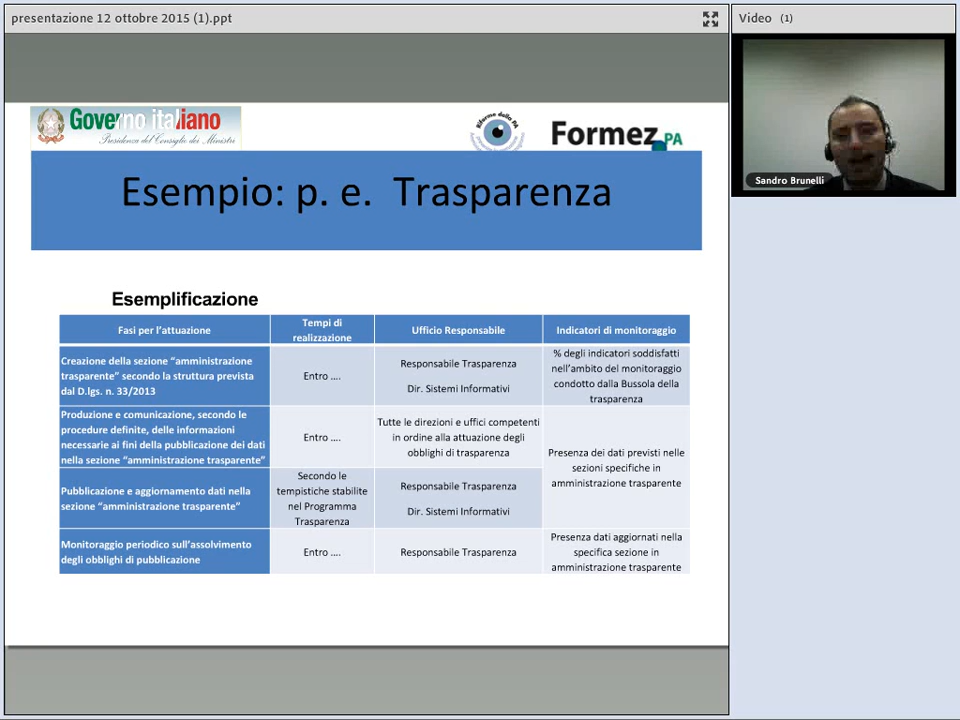 presentazione 12 ottobre 2015 (1).ppt
Video (1)
Governo italiano
Presidenza del Consiglio dei Ministri
Riforme della PA
Formez PA
Sandro Brunelli
Esempio: p. e. Trasparenza
Esemplificazione
Fasi per l'attuazione
Tempi di
realizzazione
Ufficio Responsabile
Indicatori di monitoraggio
Creazione della sezione “amministrazione
trasparente” secondo la struttura prevista
dal D.lgs. n. 33/2013
Entro ....
Responsabile Trasparenza
Dir. Sistemi Informativi
% degli indicatori soddisfatti
nell'ambito del monitoraggio
condotto dalla Bussola della
trasparenza
Produzione e comunicazione, secondo le
procedure definite, delle informazioni
necessarie ai fini della pubblicazione dei dati
nella sezione “amministrazione trasparente”
Entro ....
Tutte le direzioni e uffici competenti
in ordine alla attuazione degli
obblighi di trasparenza
Presenza dei dati previsti nelle
sezioni specifiche in
amministrazione trasparente
Pubblicazione e aggiornamento dati nella
sezione “amministrazione trasparente”
Secondo le
tempistiche stabilite
nel Programma
Trasparenza
Responsabile Trasparenza
Dir. Sistemi Informativi
Monitoraggio periodico sull'assolvimento
degli obblighi di pubblicazione
Entro ....
Responsabile Trasparenza
Presenza dati aggiornati nella
specifica sezione in
amministrazione trasparente